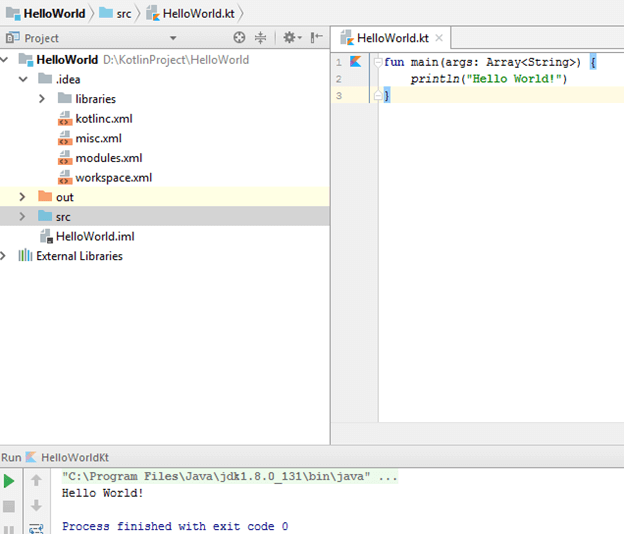 HelloWorld src HelloWorld.kt
Project
HelloWorld D:\KotlinProject\HelloWorld
.idea
libraries
kotlinc.xml
misc.xml
modules.xml
workspace.xml
out
src
HelloWorld.iml
External Libraries
HelloWorld.kt
1 fun main(args: Array<String>) {
2 println("Hello World!")
3 }
Run HelloWorldKt
"C:\Program Files\Java\jdk1.8.0_131\bin\java" ...
Hello World!
Process finished with exit code 0